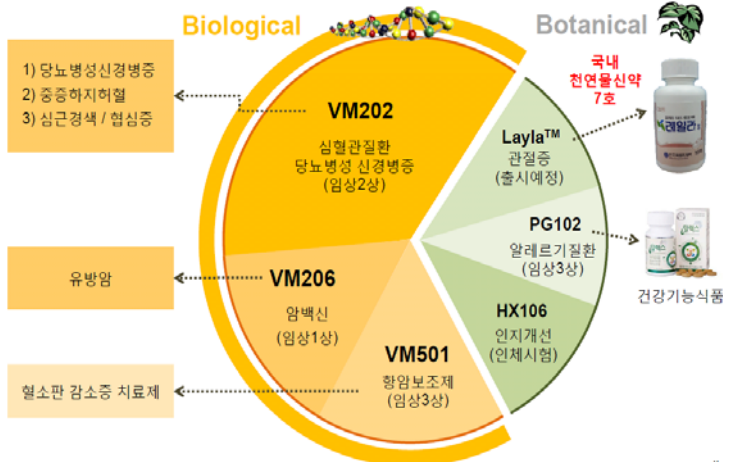 Biological
Botanical
1) 당뇨병성신경병증
2) 중증하지허혈
3) 심근경색 / 협심증
VM202
심혈관질환
당뇨병성 신경병증
(임상2상)
국내
천연물신약
7호
레일라
Layla™
관절증
(출시예정)
PG102
알레르기질환
(임상3상)
건강기능식품
유방암
VM206
암백신
(임상1상)
HX106
인지개선
(인체시험)
VM501
황암보조제
(임상3상)
혈소판 감소증 치료제